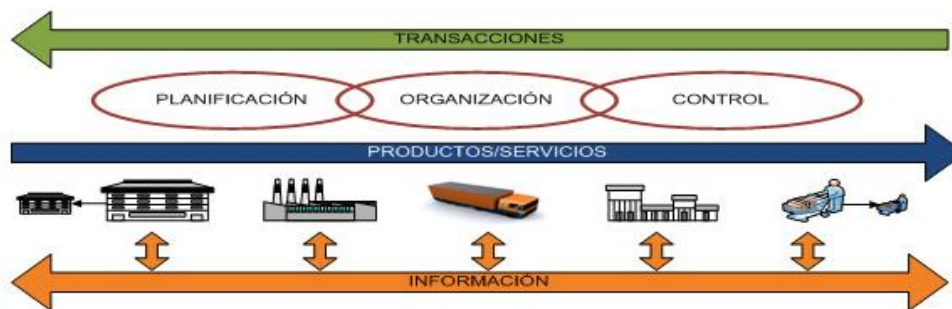 TRANSACCIONES
PLANIFICACIÓN ORGANIZACIÓN CONTROL
PRODUCTOS/SERVICIOS
INFORMACIÓN